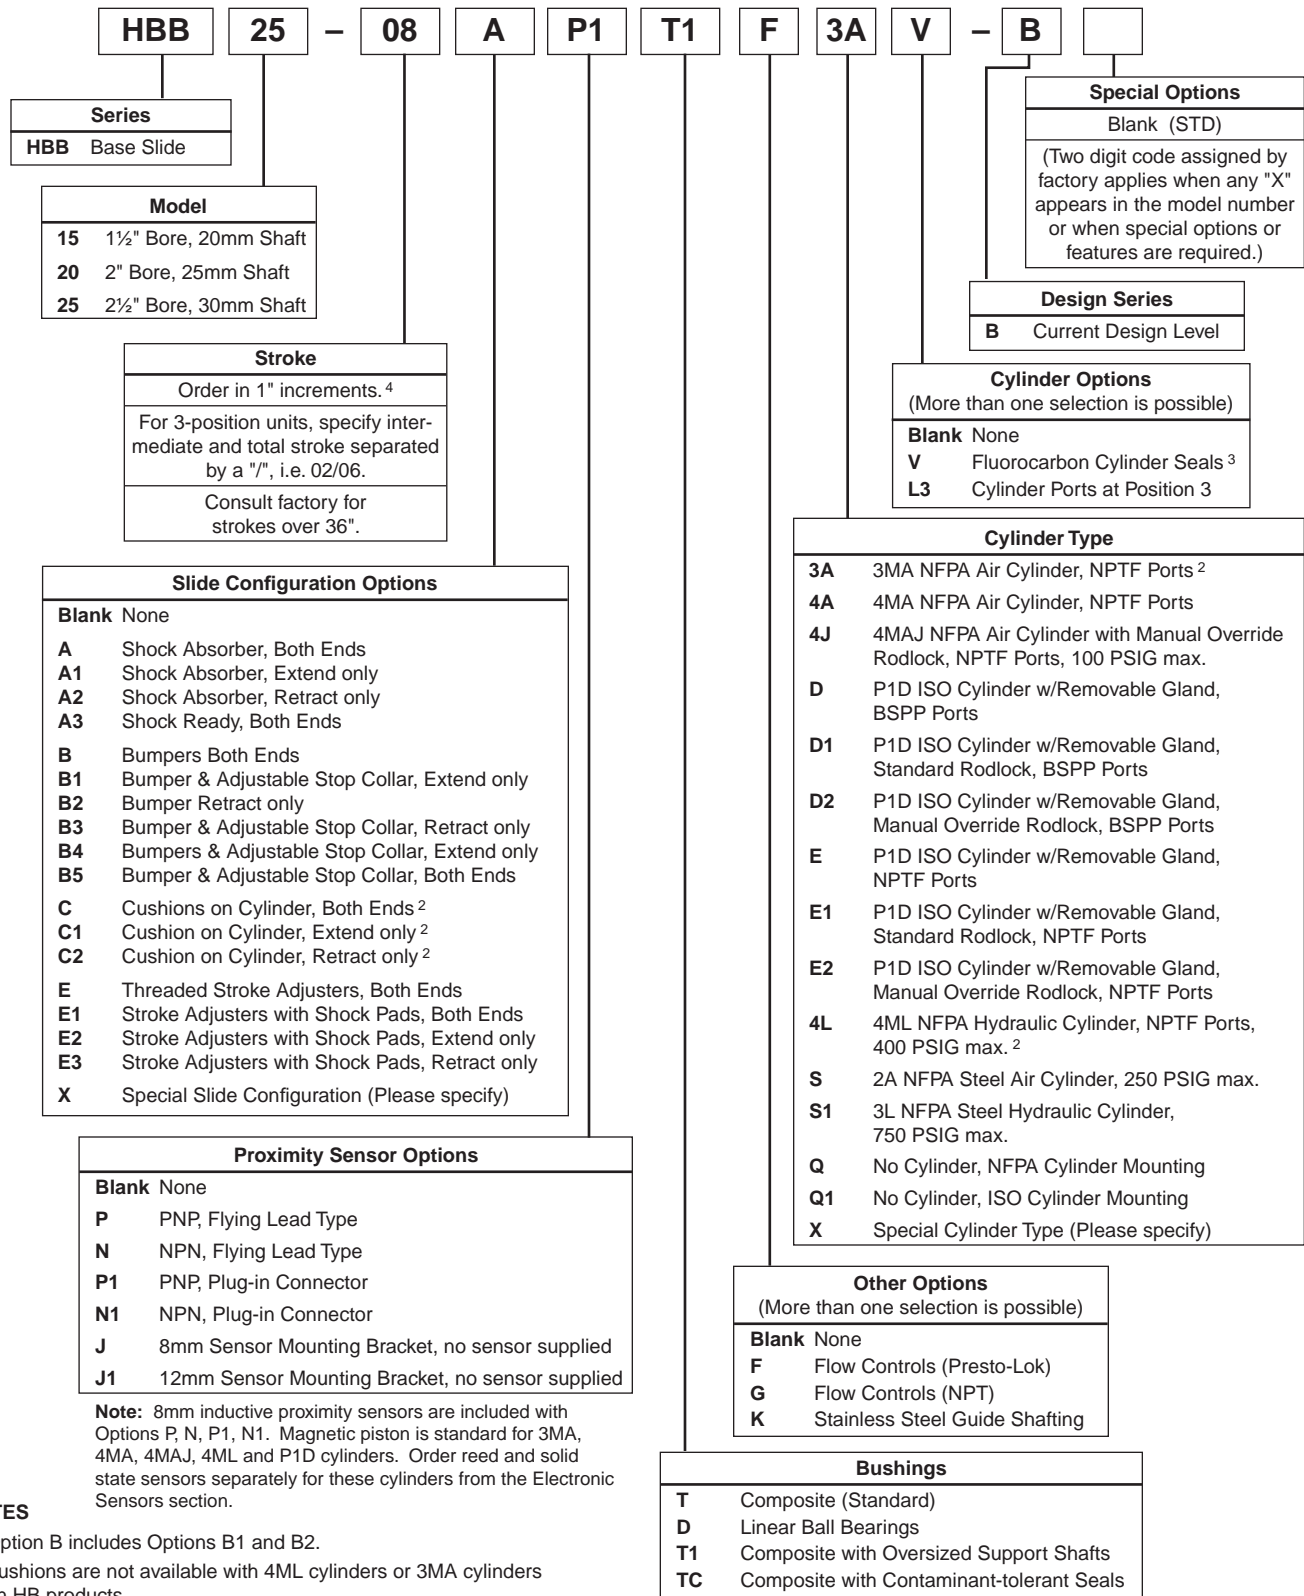 HBB 25 – 08 A P1 T1 F 3A V – B
Series
HBB Base Slide
Model
15 1½" Bore, 20mm Shaft
20 2" Bore, 25mm Shaft
25 2½" Bore, 30mm Shaft
Stroke
Order in 1" increments. 4
For 3-position units, specify inter-
mediate and total stroke separated
by a "/", i.e. 02/06.
Consult factory for
strokes over 36".
Slide Configuration Options
Blank None
A Shock Absorber, Both Ends
A1 Shock Absorber, Extend only
A2 Shock Absorber, Retract only
A3 Shock Ready, Both Ends
B Bumpers Both Ends
B1 Bumper & Adjustable Stop Collar, Extend only
B2 Bumper Retract only
B3 Bumper & Adjustable Stop Collar, Retract only
B4 Bumpers & Adjustable Stop Collar, Extend only
B5 Bumper & Adjustable Stop Collar, Both Ends
C Cushions on Cylinder, Both Ends 2
C1 Cushion on Cylinder, Extend only 2
C2 Cushion on Cylinder, Retract only 2
E Threaded Stroke Adjusters, Both Ends
E1 Stroke Adjusters with Shock Pads, Both Ends
E2 Stroke Adjusters with Shock Pads, Extend only
E3 Stroke Adjusters with Shock Pads, Retract only
X Special Slide Configuration (Please specify)
Proximity Sensor Options
Blank None
P PNP, Flying Lead Type
N NPN, Flying Lead Type
P1 PNP, Plug-in Connector
N1 NPN, Plug-in Connector
J 8mm Sensor Mounting Bracket, no sensor supplied
J1 12mm Sensor Mounting Bracket, no sensor supplied
Note: 8mm inductive proximity sensors are included with
Options P, N, P1, N1. Magnetic piston is standard for 3MA,
4MA, 4MAJ, 4ML and P1D cylinders. Order reed and solid
state sensors separately for these cylinders from the Electronic
Sensors section.
Special Options
Blank (STD)
(Two digit code assigned by
factory applies when any "X"
appears in the model number
or when special options or
features are required.)
Design Series
B Current Design Level
Cylinder Options
(More than one selection is possible)
Blank None
V Fluorocarbon Cylinder Seals 3
L3 Cylinder Ports at Position 3
Cylinder Type
3A 3MA NFPA Air Cylinder, NPTF Ports 2
4A 4MA NFPA Air Cylinder, NPTF Ports
4J 4MAJ NFPA Air Cylinder with Manual Override
Rodlock, NPTF Ports, 100 PSIG max.
D P1D ISO Cylinder w/Removable Gland,
BSPP Ports
D1 P1D ISO Cylinder w/Removable Gland,
Standard Rodlock, BSPP Ports
D2 P1D ISO Cylinder w/Removable Gland,
Manual Override Rodlock, BSPP Ports
E P1D ISO Cylinder w/Removable Gland,
NPTF Ports
E1 P1D ISO Cylinder w/Removable Gland,
Standard Rodlock, NPTF Ports
E2 P1D ISO Cylinder w/Removable Gland,
Manual Override Rodlock, NPTF Ports
4L 4ML NFPA Hydraulic Cylinder, NPTF Ports,
400 PSIG max. 2
S 2A NFPA Steel Air Cylinder, 250 PSIG max.
S1 3L NFPA Steel Hydraulic Cylinder,
750 PSIG max.
Q No Cylinder, NFPA Cylinder Mounting
Q1 No Cylinder, ISO Cylinder Mounting
X Special Cylinder Type (Please specify)
Other Options
(More than one selection is possible)
Blank None
F Flow Controls (Presto-Lok)
G Flow Controls (NPT)
K Stainless Steel Guide Shafting
Bushings
T Composite (Standard)
D Linear Ball Bearings
T1 Composite with Oversized Support Shafts
TC Composite with Contaminant-tolerant Seals
TES
ption B includes Options B1 and B2.
ushions are not available with 4ML cylinders or 3MA cylinders
HB products